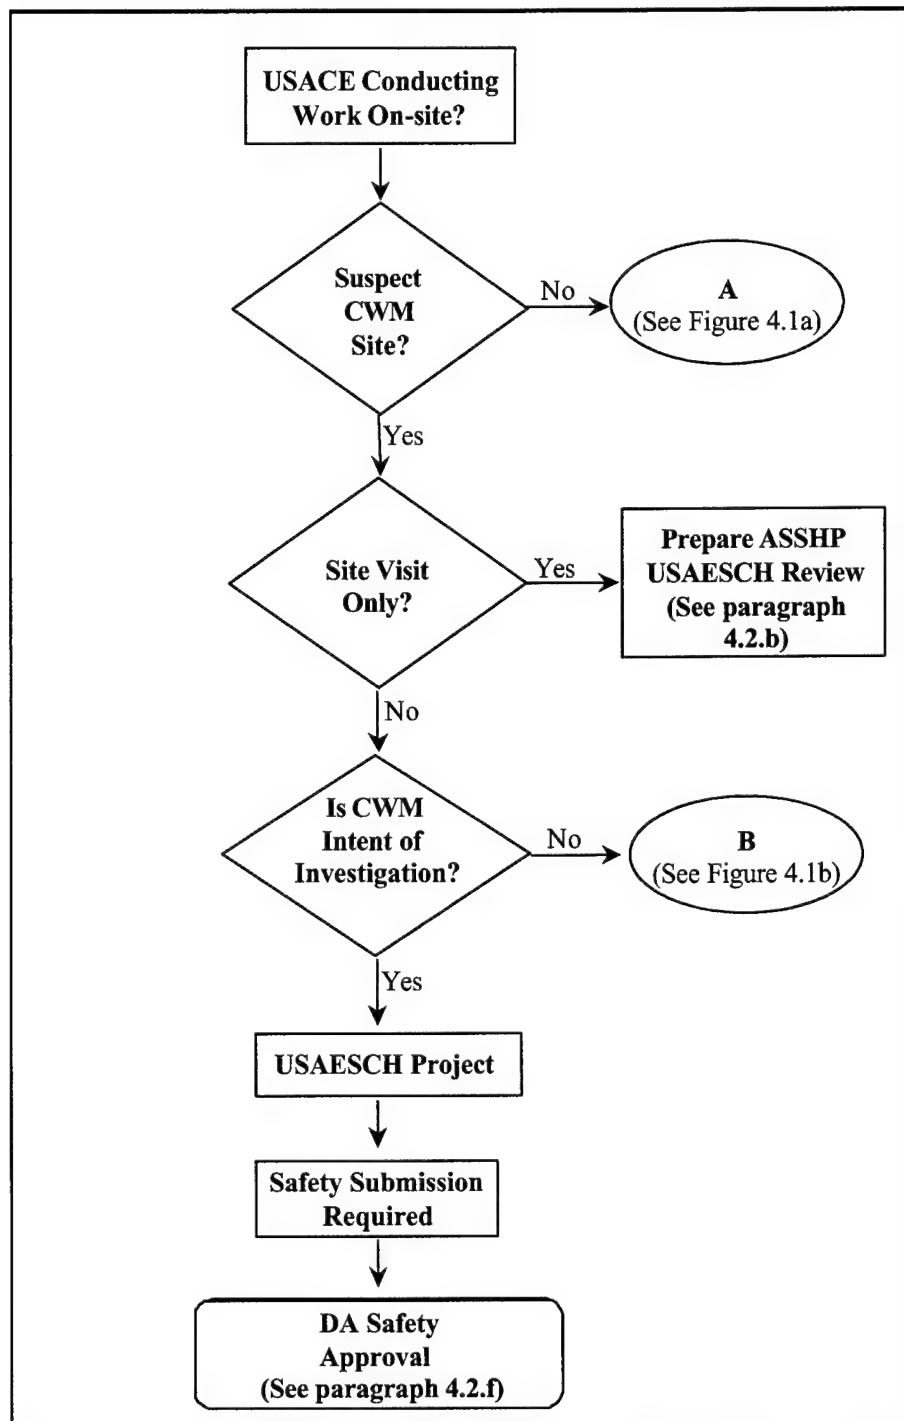 USACE Conducting
Work On-site?
Suspect
CWM
Site?
No
A
(See Figure 4.1a)
Yes
Site Visit
Only?
Yes
Prepare ASSHP
USAESCH Review
(See paragraph
4.2.b)
No
Is CWM
Intent of
Investigation?
No
B
(See Figure 4.1b)
Yes
USAESCH Project
Safety Submission
Required
DA Safety
Approval
(See paragraph 4.2.f)